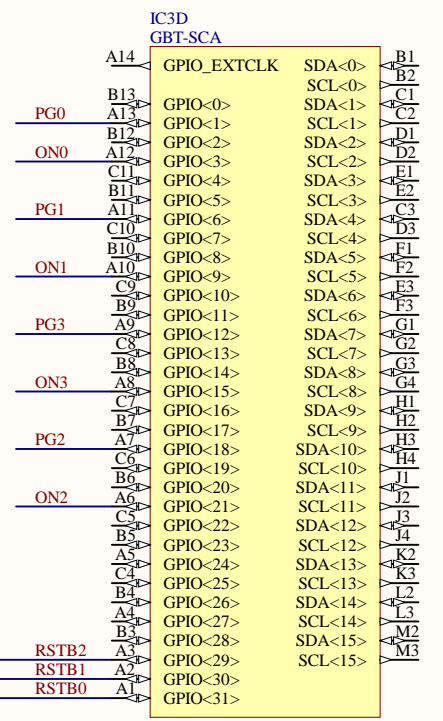 IC3D
GBT-SCA
A14 GPIO_EXTCLK SDA<0> B1
SCL<0> B2
B13 GPIO<0> SDA<1> C1
PG0 A13 GPIO<1> SCL<1> C2
B12 GPIO<2> SDA<2> D1
ON0 A12 GPIO<3> SCL<2> D2
C11 GPIO<4> SDA<3> E1
B11 GPIO<5> SCL<3> E2
PG1 A11 GPIO<6> SDA<4> C3
C10 GPIO<7> SCL<4> D3
B10 GPIO<8> SDA<5> F1
ON1 A10 GPIO<9> SCL<5> F2
C9 GPIO<10> SDA<6> E3
B9 GPIO<11> SCL<6> F3
PG3 A9 GPIO<12> SDA<7> G1
C8 GPIO<13> SCL<7> G2
B8 GPIO<14> SDA<8> G3
ON3 A8 GPIO<15> SCL<8> G4
C7 GPIO<16> SDA<9> H1
B7 GPIO<17> SCL<9> H2
PG2 A7 GPIO<18> SDA<10> H3
C6 GPIO<19> SCL<10> H4
B6 GPIO<20> SDA<11> J1
ON2 A6 GPIO<21> SCL<11> J2
C5 GPIO<22> SDA<12> J3
B5 GPIO<23> SCL<12> J4
A5 GPIO<24> SDA<13> K2
C4 GPIO<25> SCL<13> K3
B4 GPIO<26> SDA<14> L2
A4 GPIO<27> SCL<14> L3
B3 GPIO<28> SDA<15> M2
RSTB2 A3 GPIO<29> SCL<15> M3
RSTB1 A2 GPIO<30>
RSTB0 A1 GPIO<31>